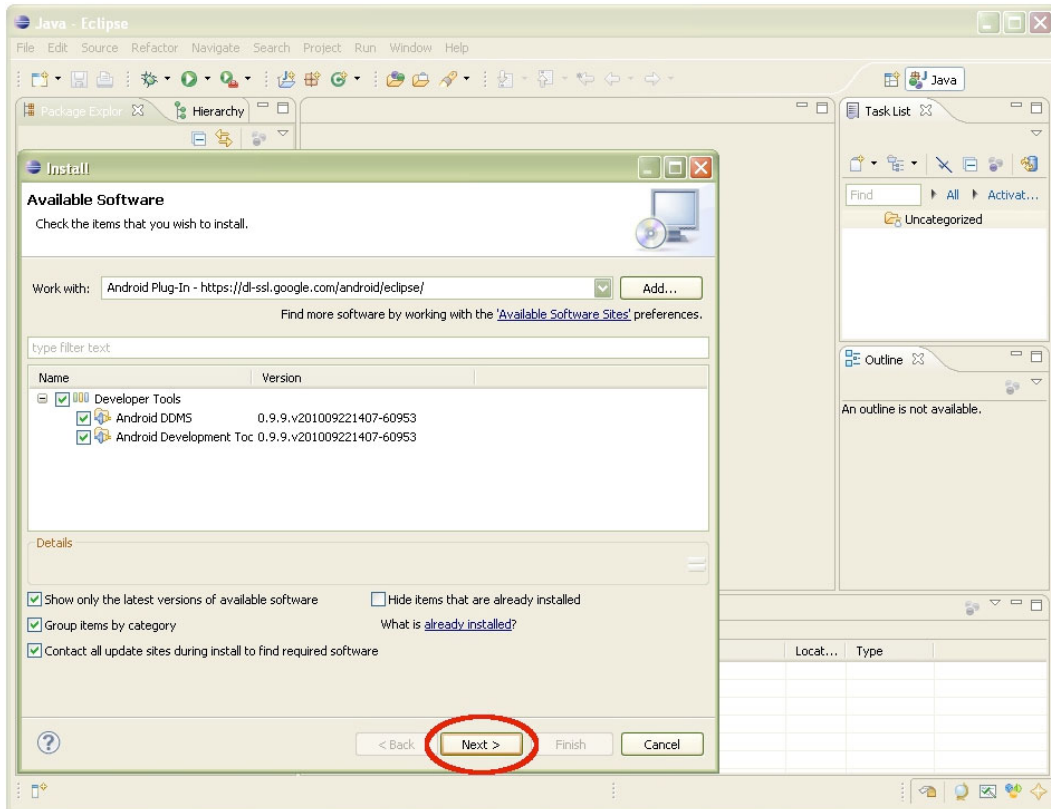 Java - Eclipse
File Edit Source Refactor Navigate Search Project Run Window Help
Java
Package Explor Hierarchy
Task List
Find All Activat...
Uncategorized
Install
Available Software
Check the items that you wish to install.
Work with: Android Plug-In - https://dl-ssl.google.com/android/eclipse/ Add...
Find more software by working with the 'Available Software Sites' preferences.
type filter text
Name Version
Developer Tools
Android DDMS 0.9.9.v201009221407-60953
Android Development Toc 0.9.9.v201009221407-60953
Outline
An outline is not available.
Details
Show only the latest versions of available software Hide items that are already installed
Group items by category What is already installed?
Contact all update sites during install to find required software
Locat... Type
? < Back Next > Finish Cancel